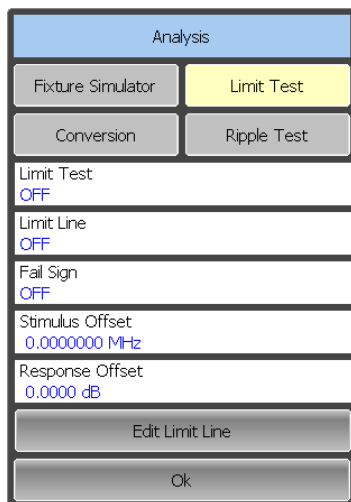 Analysis
Fixture Simulator
Limit Test
Conversion
Ripple Test
Limit Test
OFF
Limit Line
OFF
Fail Sign
OFF
Stimulus Offset
0.0000000 MHz
Response Offset
0.0000 dB
Edit Limit Line
Ok